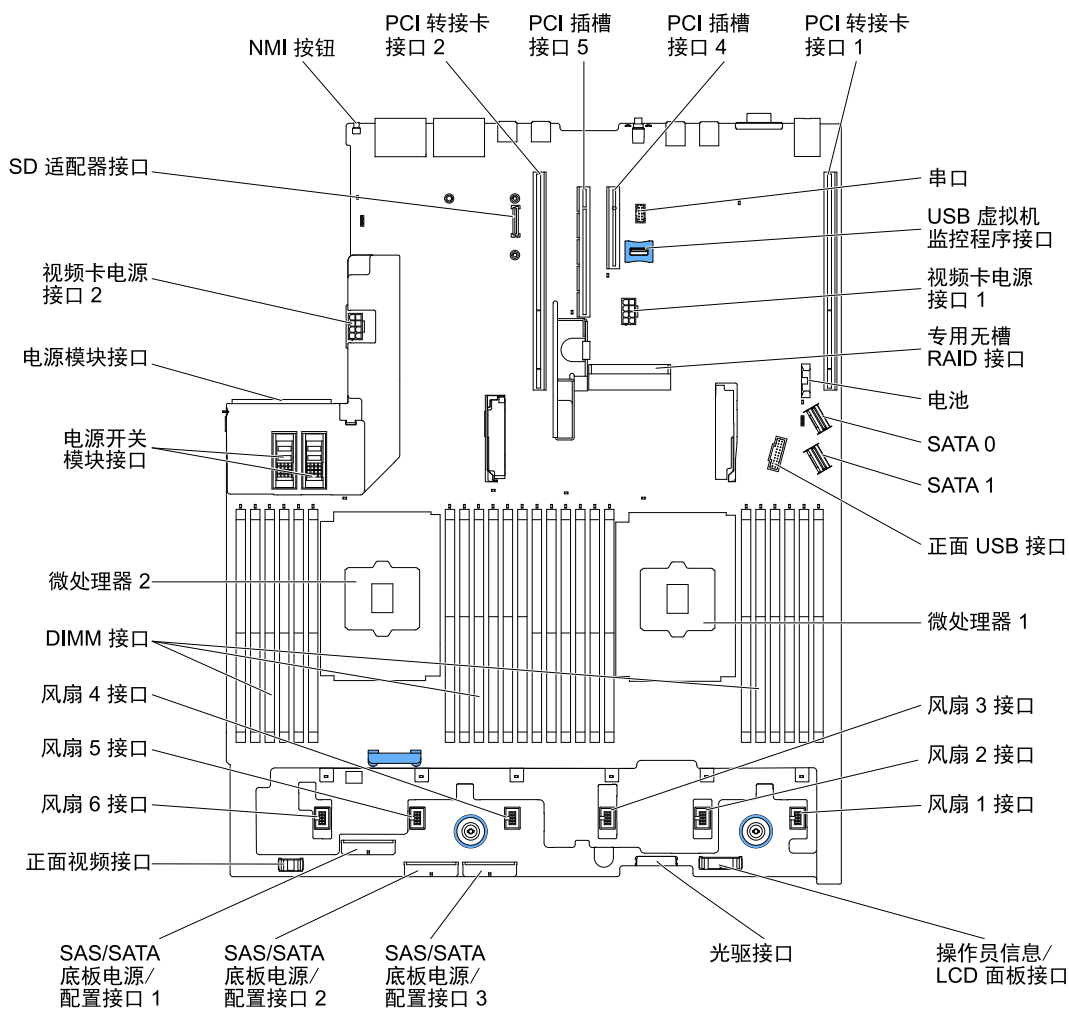 PCI 转接卡
接口 2
PCI 插槽
接口 5
PCI 插槽
接口 4
PCI 转接卡
接口 1
NMI 按钮
SD 适配器接口
视频卡电源
接口 2
电源模块接口
电源开关
模块接口
微处理器 2
DIMM 接口
风扇 4 接口
风扇 5 接口
风扇 6 接口
正面视频接口
串口
USB 虚拟机
监控程序接口
视频卡电源
接口 1
专用无槽
RAID 接口
电池
SATA 0
SATA 1
正面 USB 接口
微处理器 1
风扇 3 接口
风扇 2 接口
风扇 1 接口
SAS/SATA
底板电源/
配置接口 1
SAS/SATA
底板电源/
配置接口 2
SAS/SATA
底板电源/
配置接口 3
光驱接口
操作员信息/
LCD 面板接口